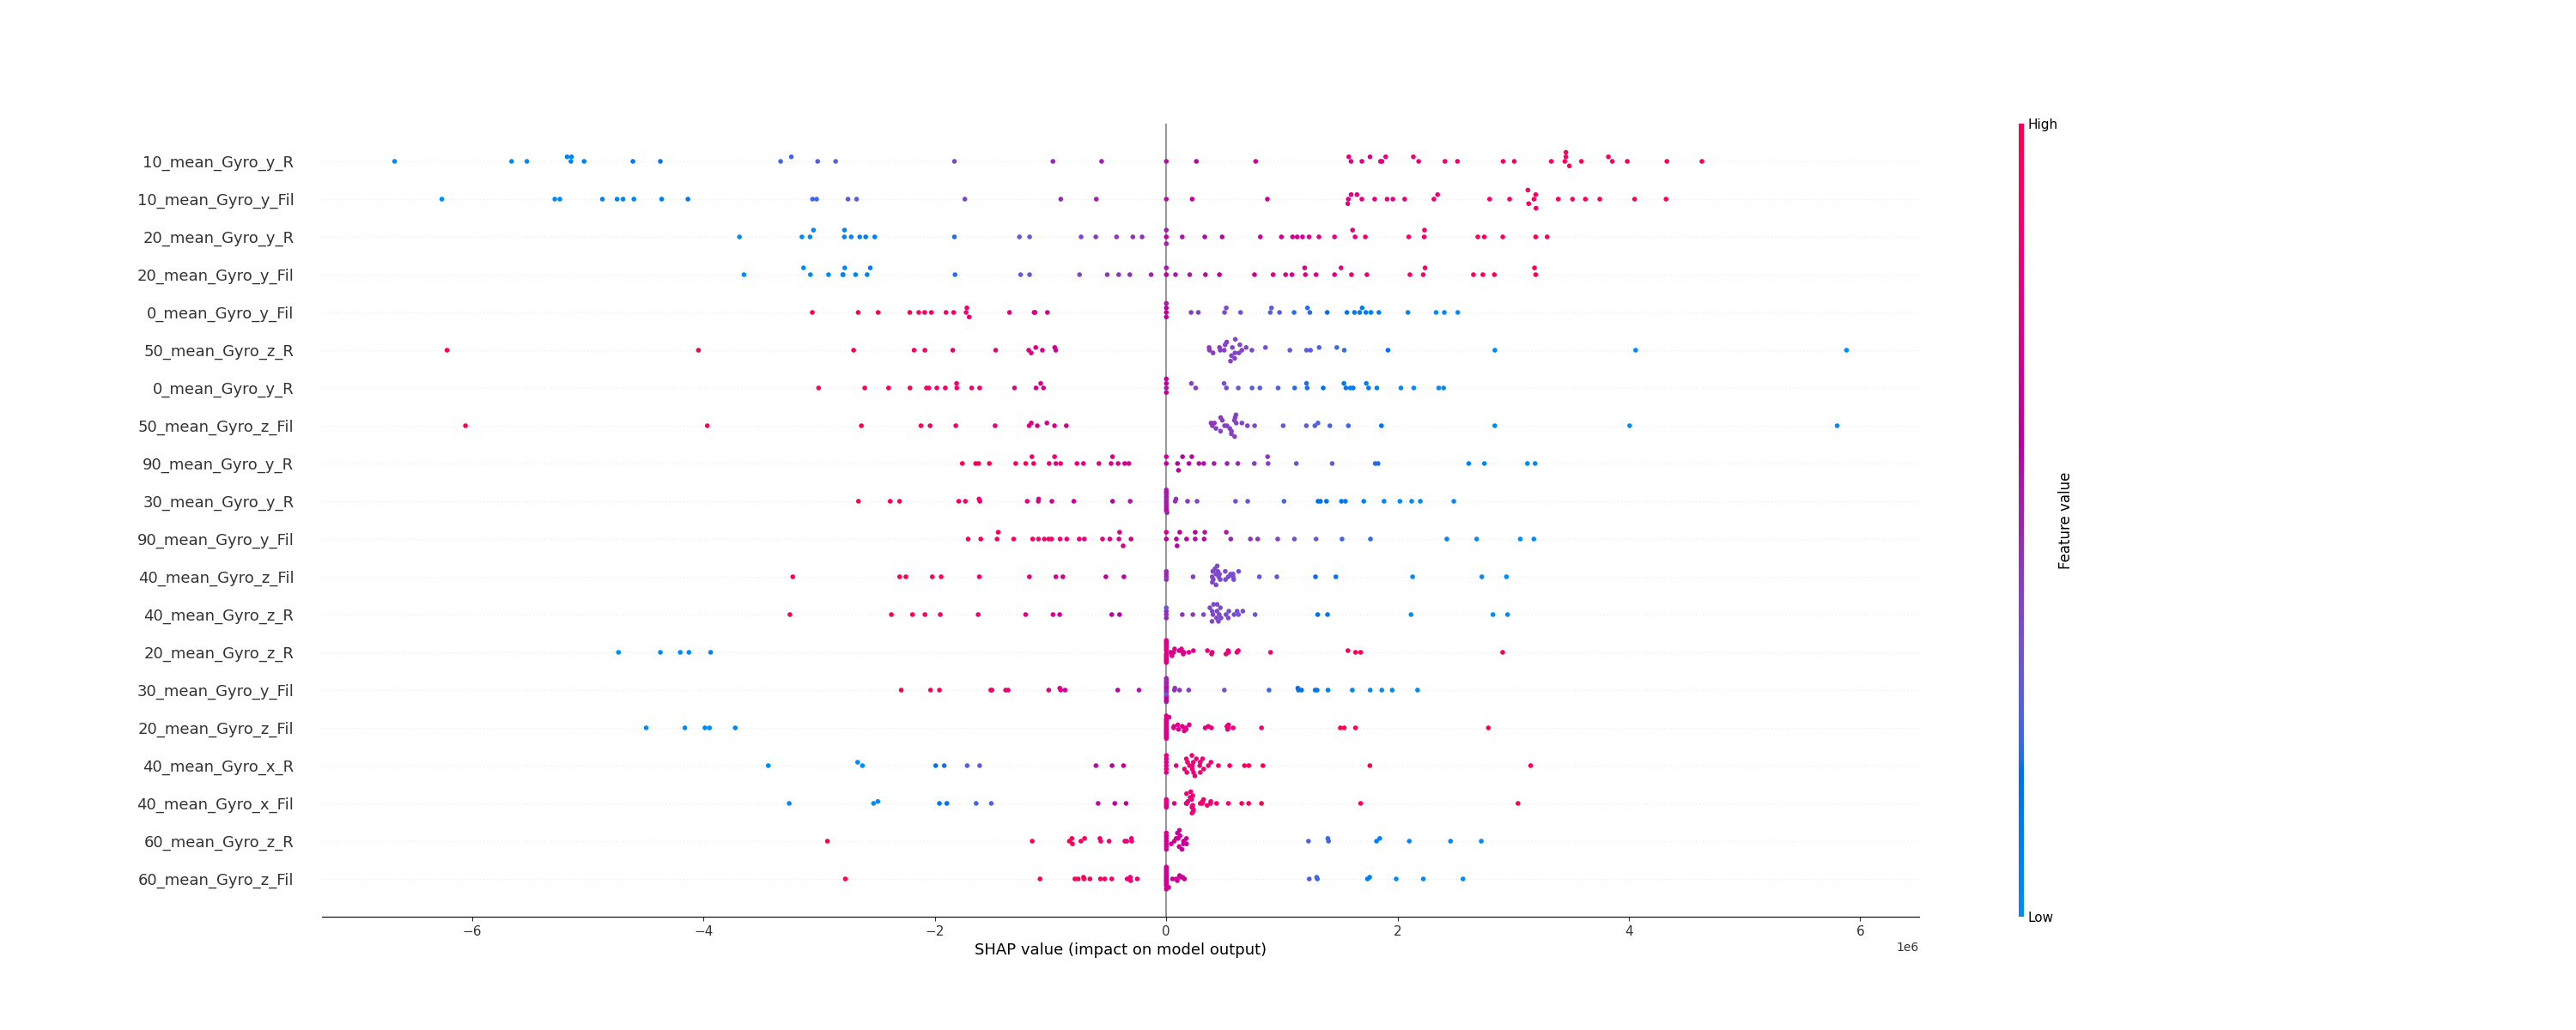 High
10_mean_Gyro_y_R
10_mean_Gyro_y_Fil
20_mean_Gyro_y_R
20_mean_Gyro_y_Fil
0_mean_Gyro_y_Fil
50_mean_Gyro_z_R
0_mean_Gyro_y_R
50_mean_Gyro_z_Fil
90_mean_Gyro_y_R
30_mean_Gyro_y_R
90_mean_Gyro_y_Fil
40_mean_Gyro_z_Fil
40_mean_Gyro_z_R
20_mean_Gyro_z_R
30_mean_Gyro_y_Fil
20_mean_Gyro_z_Fil
40_mean_Gyro_x_R
40_mean_Gyro_x_Fil
60_mean_Gyro_z_R
60_mean_Gyro_z_Fil
Feature value
Low
−6 −4 −2 0 2 4 6
1e6
SHAP value (impact on model output)